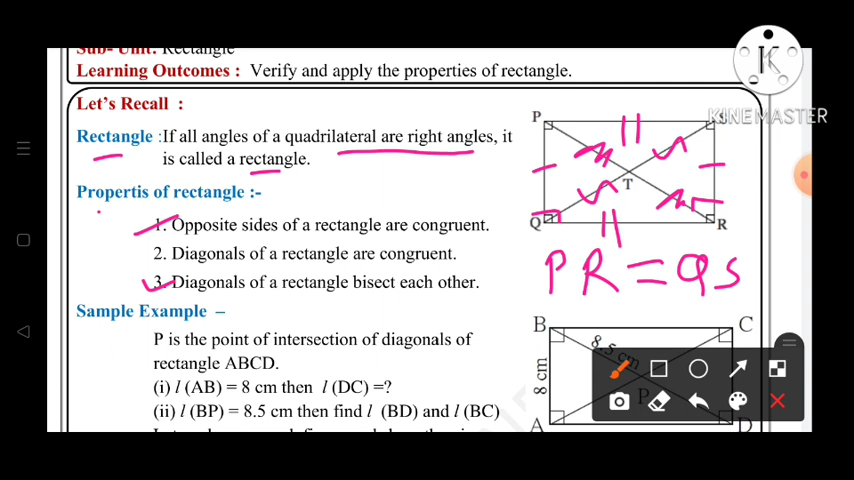 Sub- Unit: Rectangle
Learning Outcomes : Verify and apply the properties of rectangle.
Let's Recall :
Rectangle :If all angles of a quadrilateral are right angles, it
is called a rectangle.
Propertis of rectangle :-
1. Opposite sides of a rectangle are congruent.
2. Diagonals of a rectangle are congruent.
3. Diagonals of a rectangle bisect each other.
Sample Example –
P is the point of intersection of diagonals of
rectangle ABCD.
(i) l (AB) = 8 cm then l (DC) =?
(ii) l (BP) = 8.5 cm then find l (BD) and l (BC)
K
KINEMASTER
P
S
T
Q
R
PR=QS
B
C
8.5 cm
8 cm
P
A
D